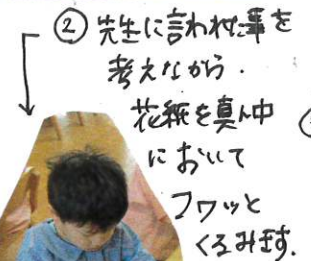 ② 先生に言われた事を
考えながら.
花紙を真ん中
において
フワッと
くるみます.